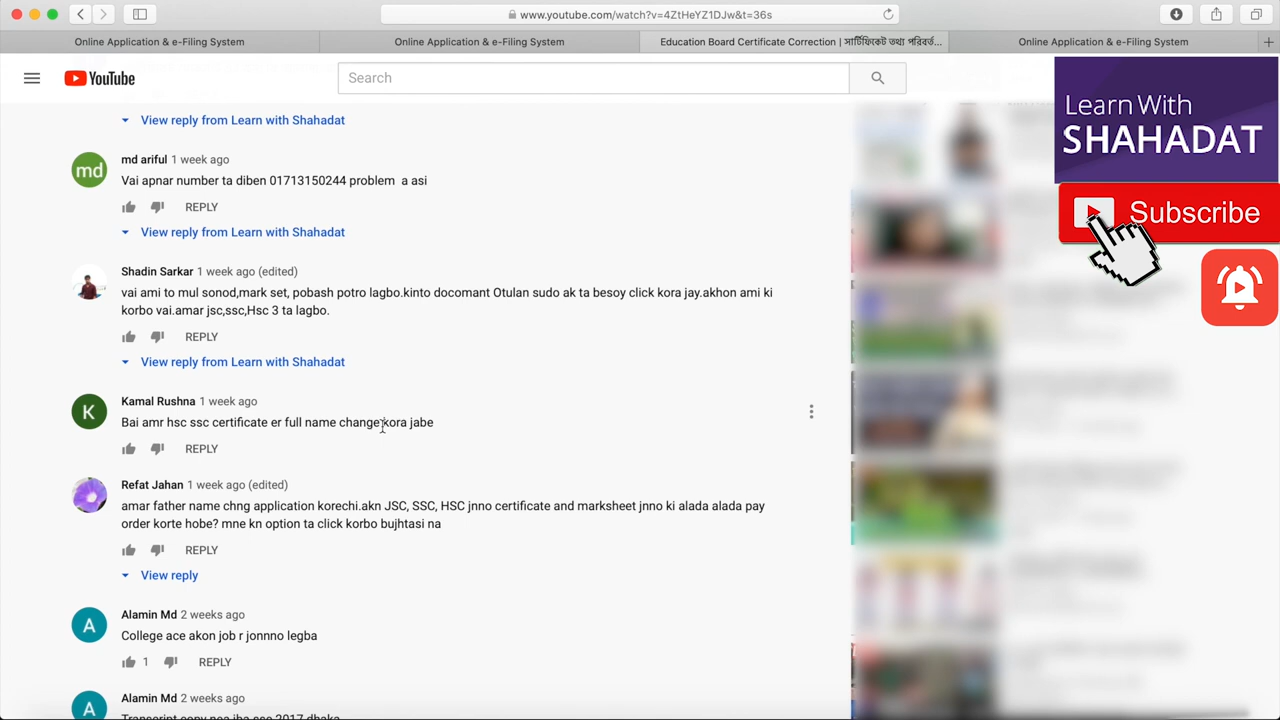 www.youtube.com/watch?v=4ZtHeYZ1DJw&t=36s
Online Application & e-Filing System
Online Application & e-Filing System
Education Board Certificate Correction | সার্টিফিকেট তথ্য পরিবর্ত...
Online Application & e-Filing System
YouTube
Search
Learn With
SHAHADAT
Subscribe
View reply from Learn with Shahadat
md
md ariful 1 week ago
Vai apnar number ta diben 01713150244 problem a asi
REPLY
View reply from Learn with Shahadat
Shadin Sarkar 1 week ago (edited)
vai ami to mul sonod,mark set, pobash potro lagbo.kinto docomant Otulan sudo ak ta besoy click kora jay.akhon ami ki
korbo vai.amar jsc,ssc,Hsc 3 ta lagbo.
REPLY
View reply from Learn with Shahadat
K
Kamal Rushna 1 week ago
Bai amr hsc ssc certificate er full name change kora jabe
REPLY
Refat Jahan 1 week ago (edited)
amar father name chng application korechi.akn JSC, SSC, HSC jnno certificate and marksheet jnno ki alada alada pay
order korte hobe? mne kn option ta click korbo bujhtasi na
REPLY
View reply
A
Alamin Md 2 weeks ago
College ace akon job r jonnno legba
1 REPLY
A
Alamin Md 2 weeks ago
Transcript copy noa jba ssc 2017 dhaka